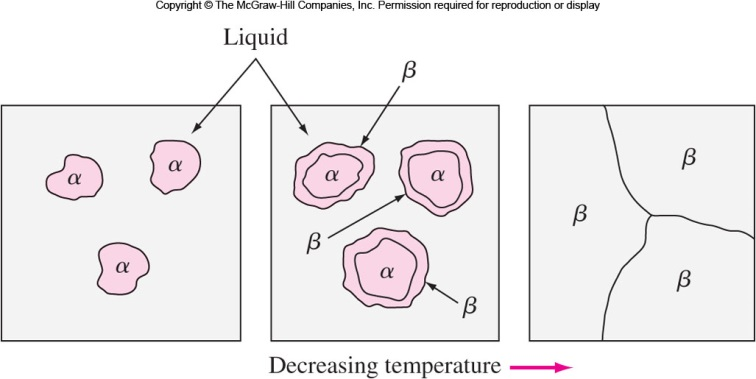 Copyright © The McGraw-Hill Companies, Inc. Permission required for reproduction or display
Liquid
β
α
α
α
α
α
β
α
β
β
β
β
Decreasing temperature